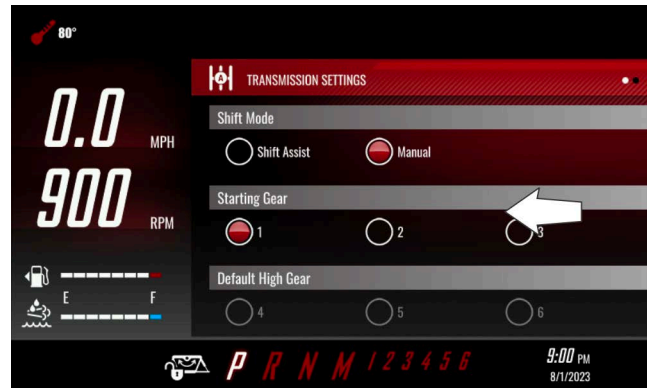 80°
TRANSMISSION SETTINGS
0.0 MPH
Shift Mode
Shift Assist Manual
900 RPM
Starting Gear
1 2 3
E F
Default High Gear
4 5 6
P R N M 1 2 3 4 5 6
9:00 PM
8/1/2023